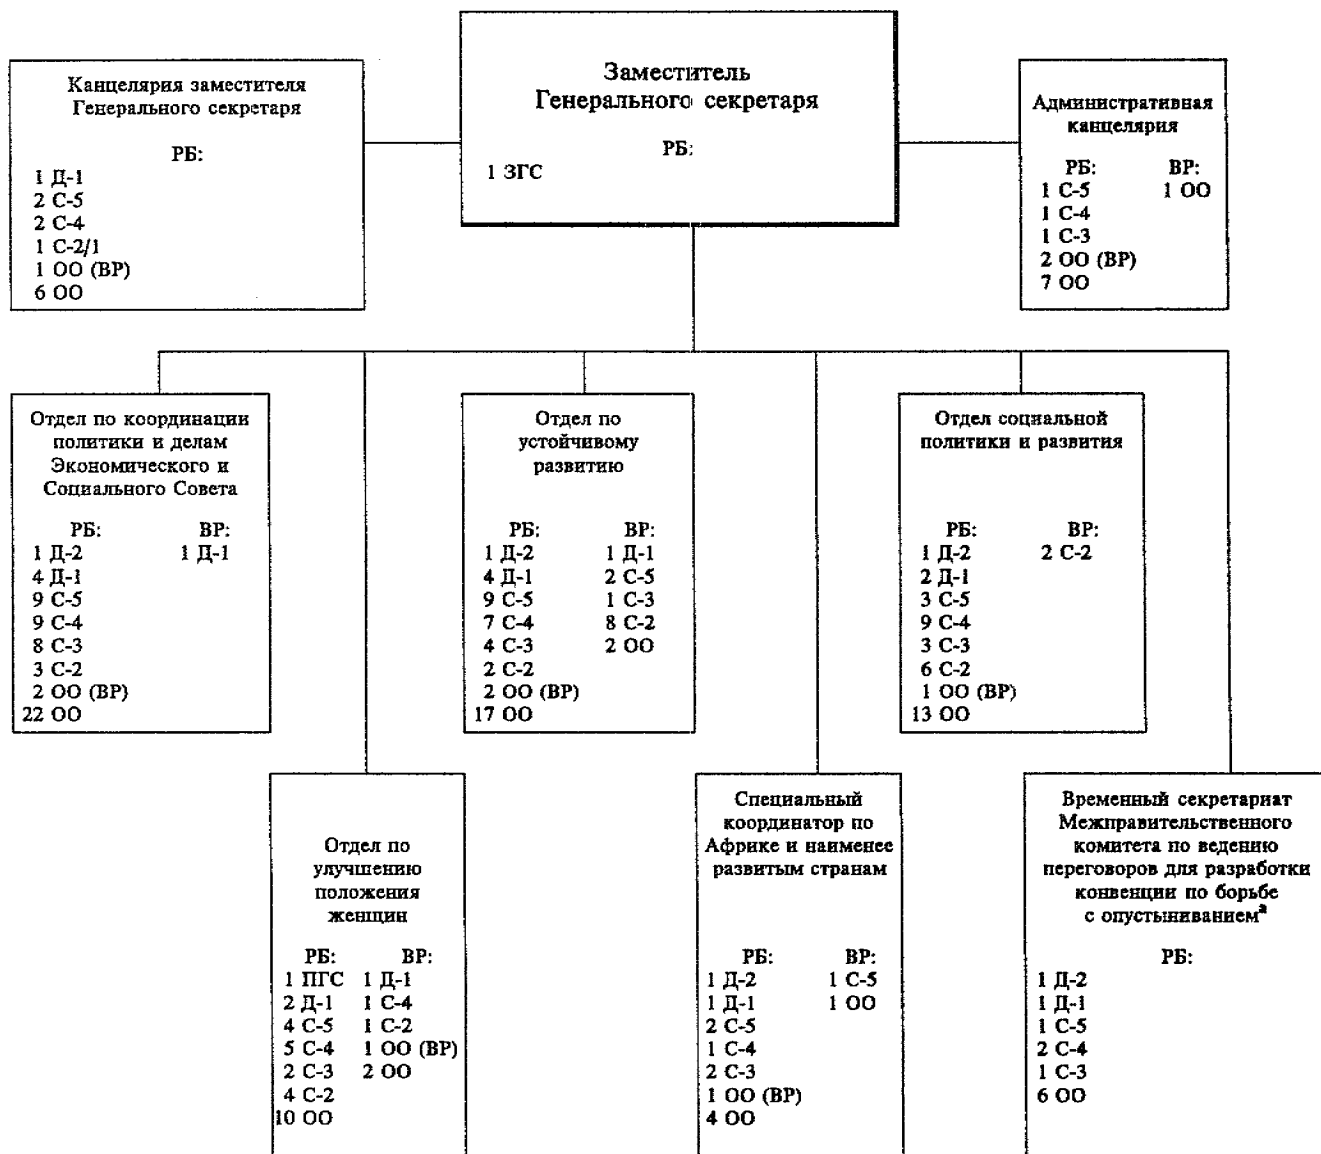 Заместитель
Генерального секретаря
РБ:
1 ЗГС
Канцелярия заместителя
Генерального секретаря
РБ:
1 Д-1
2 С-5
2 С-4
1 С-2/1
1 ОО (ВР)
6 ОО
Административная
канцелярия
РБ: ВР:
1 С-5 1 ОО
1 С-4
1 С-3
2 ОО (ВР)
7 ОО
Отдел по координации
политики и делам
Экономического и
Социального Совета
РБ: ВР:
1 Д-2 1 Д-1
4 Д-1
9 С-5
9 С-4
8 С-3
3 С-2
2 ОО (ВР)
22 ОО
Отдел по
устойчивому
развитию
РБ: ВР:
1 Д-2 1 Д-1
4 Д-1 2 С-5
9 С-5 1 С-3
7 С-4 8 С-2
4 С-3 2 ОО
2 С-2
2 ОО (ВР)
17 ОО
Отдел социальной
политики и развития
РБ: ВР:
1 Д-2 2 С-2
2 Д-1
3 С-5
9 С-4
3 С-3
6 С-2
1 ОО (ВР)
13 ОО
Отдел по
улучшению
положения
женщин
РБ: ВР:
1 ПГС 1 Д-1
2 Д-1 1 С-4
4 С-5 1 С-2
5 С-4 1 ОО (ВР)
2 С-3 2 ОО
4 С-2
10 ОО
Специальный
координатор по
Африке и наименее
развитым странам
РБ: ВР:
1 Д-2 1 С-5
1 Д-1 1 ОО
2 С-5
1 С-4
2 С-3
1 ОО (ВР)
4 ОО
Временный секретариат
Межправительственного
комитета по ведению
переговоров для разработки
конвенции по борьбе
с опустыниванием<sup>a</sup>
РБ:
1 Д-2
1 Д-1
1 С-5
2 С-4
1 С-3
6 ОО